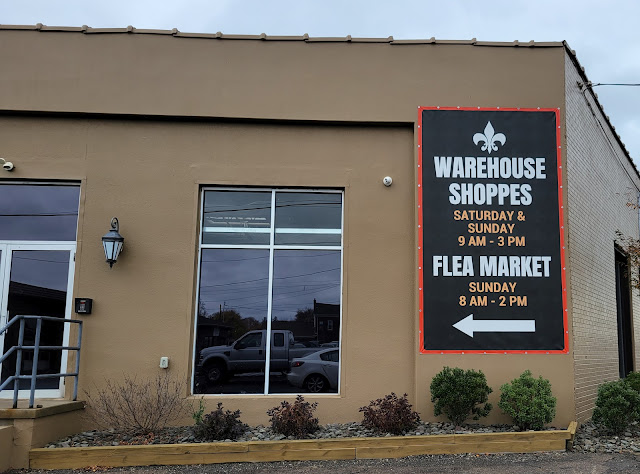 WAREHOUSE
SHOPPES
SATURDAY &
SUNDAY
9 AM - 3 PM
FLEA MARKET
SUNDAY
8 AM - 2 PM